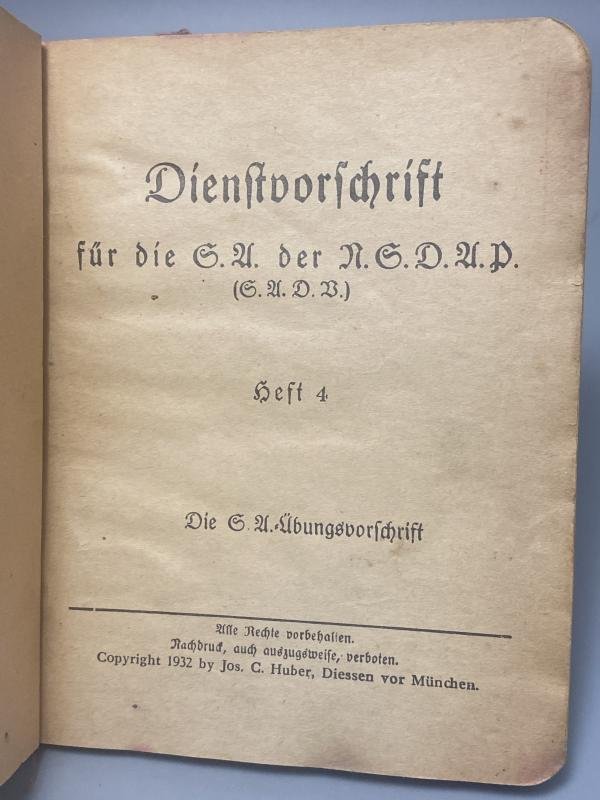 Dienstvorschrift
für die S. A. der N. S. D. A. P.
(S. A. D. V.)
Heft 4
Die S. A.-Übungsvorschrift
Alle Rechte vorbehalten.
Nachdruck, auch auszugsweise, verboten.
Copyright 1932 by Jos. C. Huber, Diessen vor München.